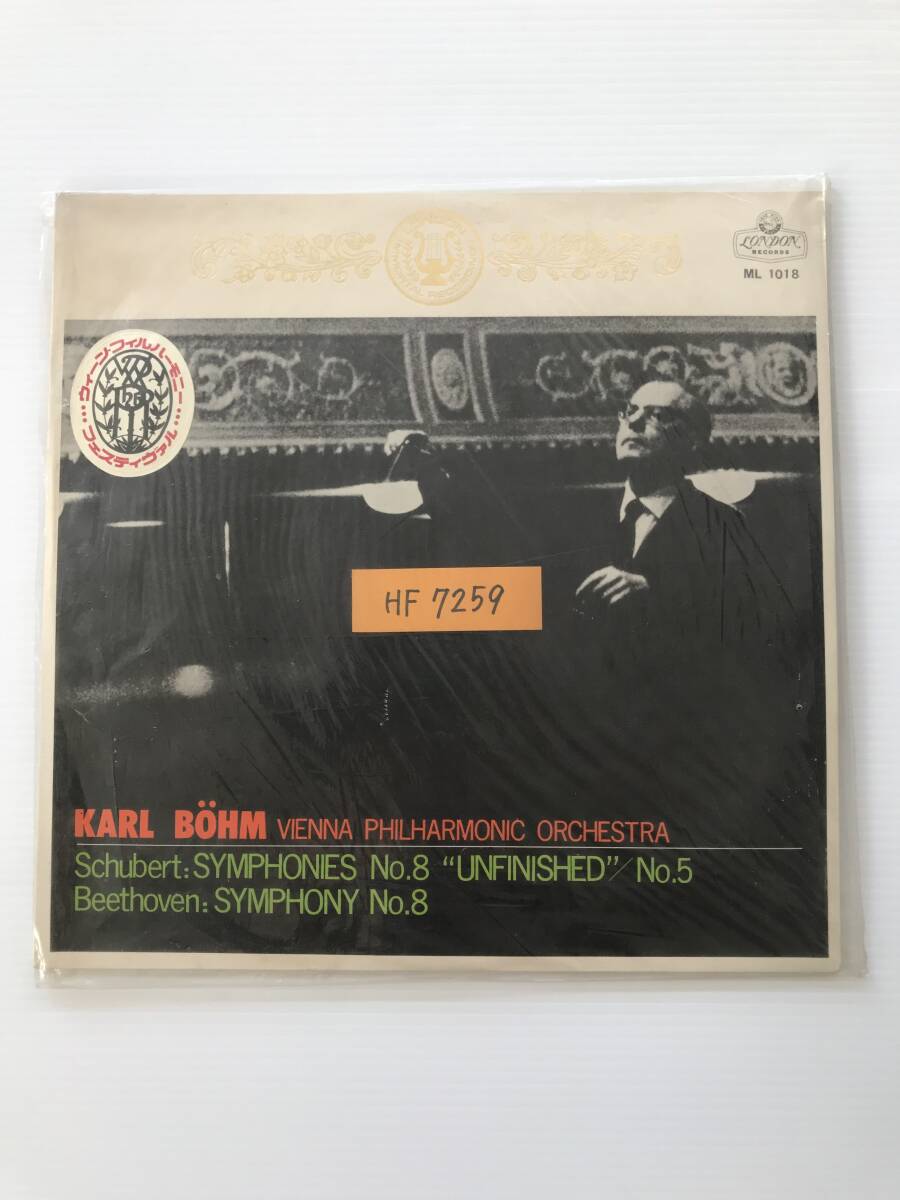 LONDON
RECORDS
ML 1018
ウィーン・フィルハーモニー
フェスティヴァル
HF 7259
KARL BÖHM VIENNA PHILHARMONIC ORCHESTRA
Schubert: SYMPHONIES No.8 “UNFINISHED”/No.5
Beethoven: SYMPHONY No.8